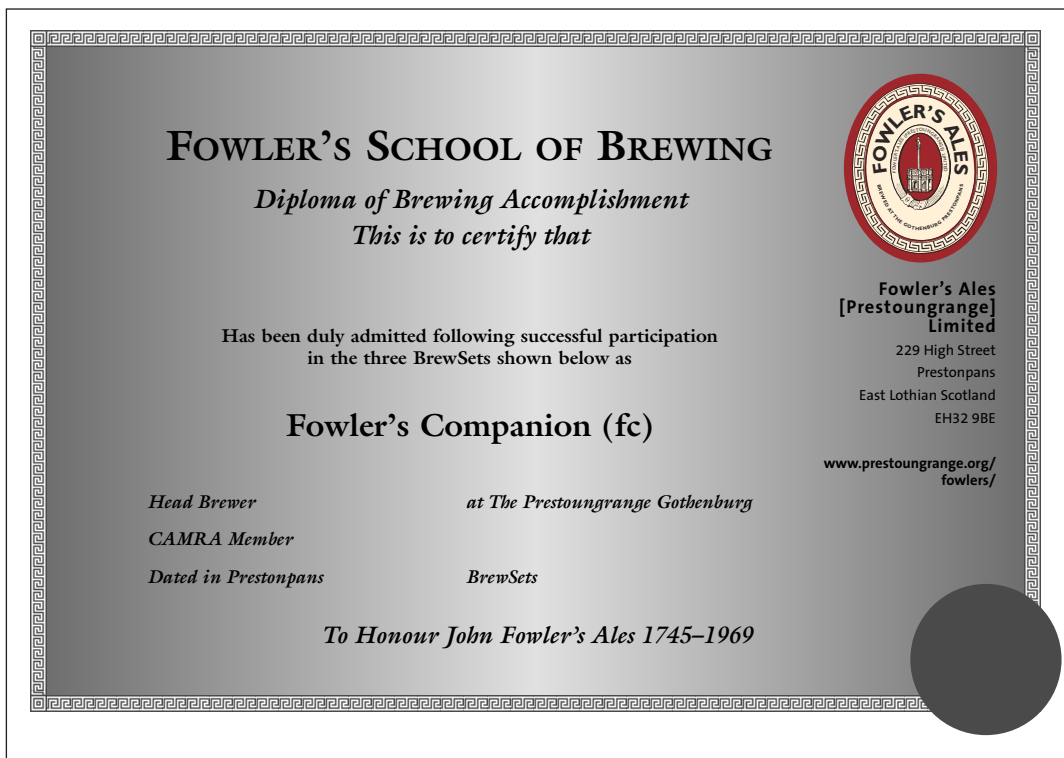 FOWLER'S SCHOOL OF BREWING
Diploma of Brewing Accomplishment
This is to certify that
Has been duly admitted following successful participation
in the three BrewSets shown below as
Fowler's Companion (fc)
Head Brewer
at The Prestoungrange Gothenburg
CAMRA Member
Dated in Prestonpans
BrewSets
To Honour John Fowler's Ales 1745–1969
FOWLER'S ALES
BREWED AT THE GOTHENBURG PRESTONPANS
Fowler's Ales
[Prestoungrange]
Limited
229 High Street
Prestonpans
East Lothian Scotland
EH32 9BE
www.prestoungrange.org/
fowlers/